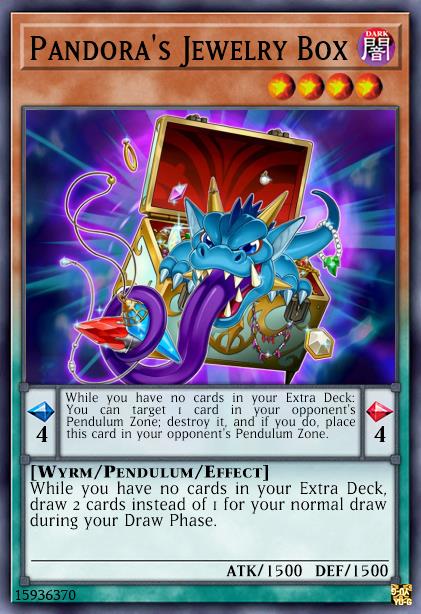 PANDORA'S JEWELRY BOX
DARK
闇
While you have no cards in your Extra Deck:
You can target 1 card in your opponent's
Pendulum Zone; destroy it, and if you do, place
this card in your opponent's Pendulum Zone.
4
4
[WYRM/PENDULUM/EFFECT]
While you have no cards in your Extra Deck,
draw 2 cards instead of 1 for your normal draw
during your Draw Phase.
ATK/1500 DEF/1500
15936370